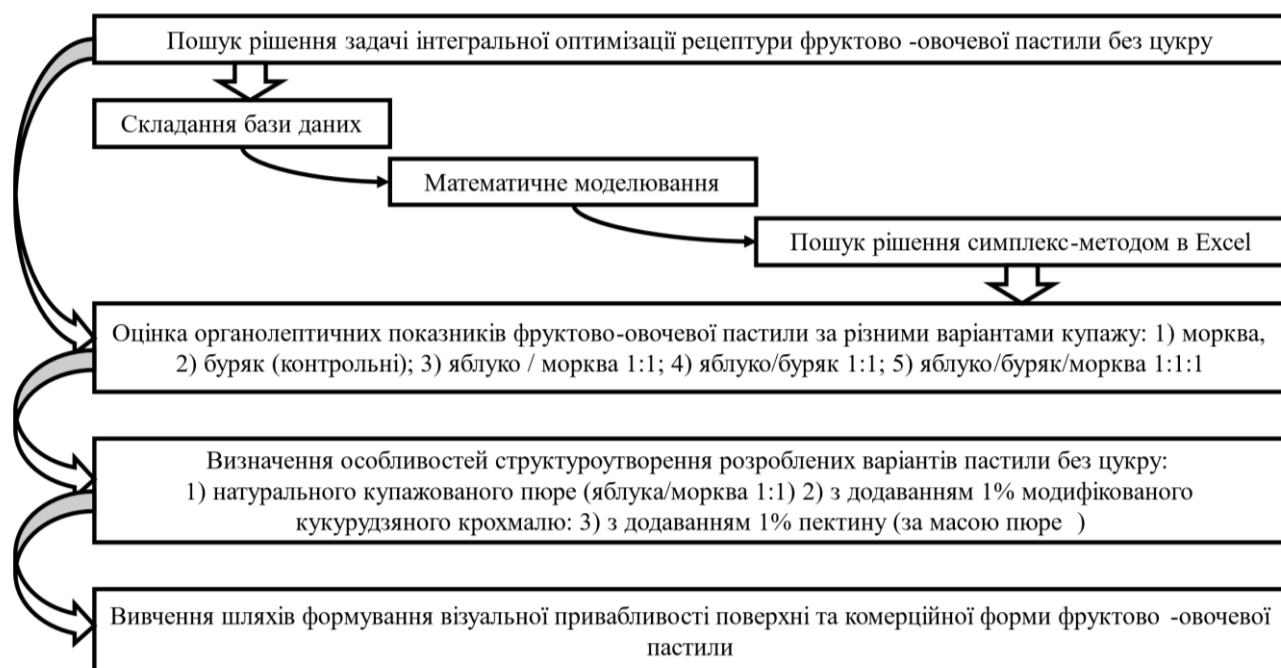 Пошук рішення задачі інтегральної оптимізації рецептури фруктово -овочевої пастили без цукру
Складання бази даних
Математичне моделювання
Пошук рішення симплекс-методом в Excel
Оцінка органолептичних показників фруктово-овочевої пастили за різними варіантами купажу: 1) морква,
2) буряк (контрольні); 3) яблуко / морква 1:1; 4) яблуко/буряк 1:1; 5) яблуко/буряк/морква 1:1:1
Визначення особливостей структуроутворення розроблених варіантів пастили без цукру:
1) натурального купажованого пюре (яблука/морква 1:1) 2) з додаванням 1% модифікованого
кукурудзяного крохмалю: 3) з додаванням 1% пектину (за масою пюре )
Вивчення шляхів формування візуальної привабливості поверхні та комерційної форми фруктово -овочевої
пастили